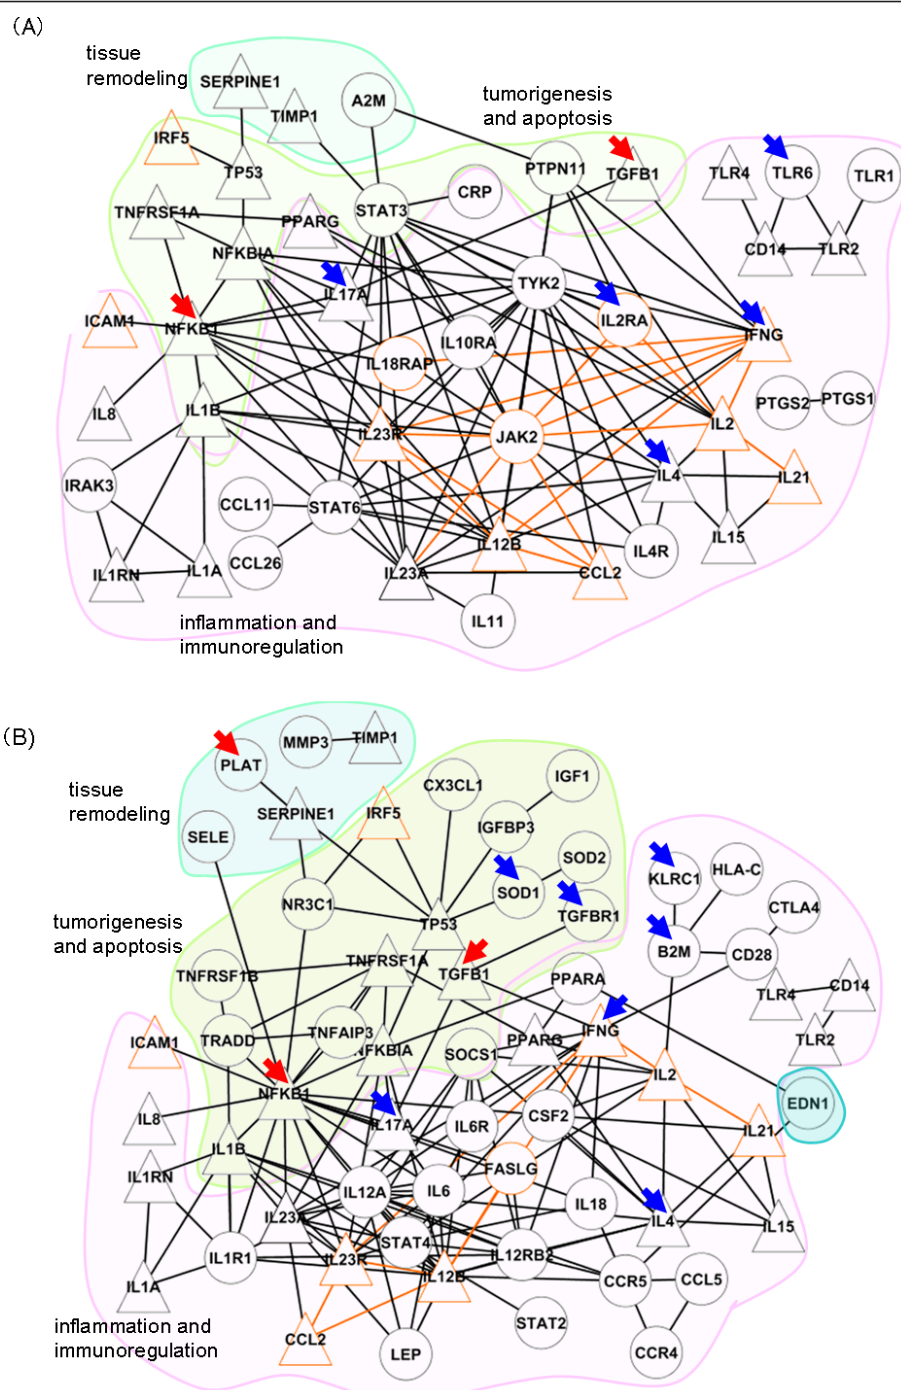 (A)
tissue
remodeling
SERPINE1
A2M
TIMP1
tumorigenesis
and apoptosis
IRF5
TP53
PTPN11
TGFB1
TLR4
TLR6
TLR1
CRP
TNFRSF1A
PPARG
STAT3
NFKBIA
CD14
TLR2
IL17A
TYK2
IL2RA
ICAM1
NFKB1
IL10RA
IFNG
IL18RAP
PTGS2
PTGS1
IL8
IL1B
IL23R
JAK2
IL2
IRAK3
CCL11
STAT6
IL4
IL21
IL12B
IL4R
IL15
IL1RN
IL1A
CCL26
IL23A
CCL2
IL11
inflammation and
immunoregulation
(B)
PLAT
MMP3
TIMP1
tissue
remodeling
SERPINE1
IRF5
CX3CL1
IGF1
IGFBP3
SELE
SOD2
SOD1
KLRC1
HLA-C
NR3C1
TP53
TGFBR1
CTLA4
tumorigenesis
and apoptosis
B2M
CD28
TNFRSF1B
TNFRSF1A
TGFB1
PPARA
TLR4
CD14
ICAM1
TRADD
TNFAIP3
NFKBIA
SOCS1
PPARG
IFNG
TLR2
NFKB1
IL2
EDN1
IL8
IL17A
IL6R
CSF2
IL21
IL1B
IL1RN
FASLG
IL12A
IL6
IL18
IL23A
IL4
IL15
STAT4
IL1R1
IL23R
IL12RB2
IL1A
IL12B
CCR5
CCL5
inflammation and
immunoregulation
CCL2
STAT2
LEP
CCR4